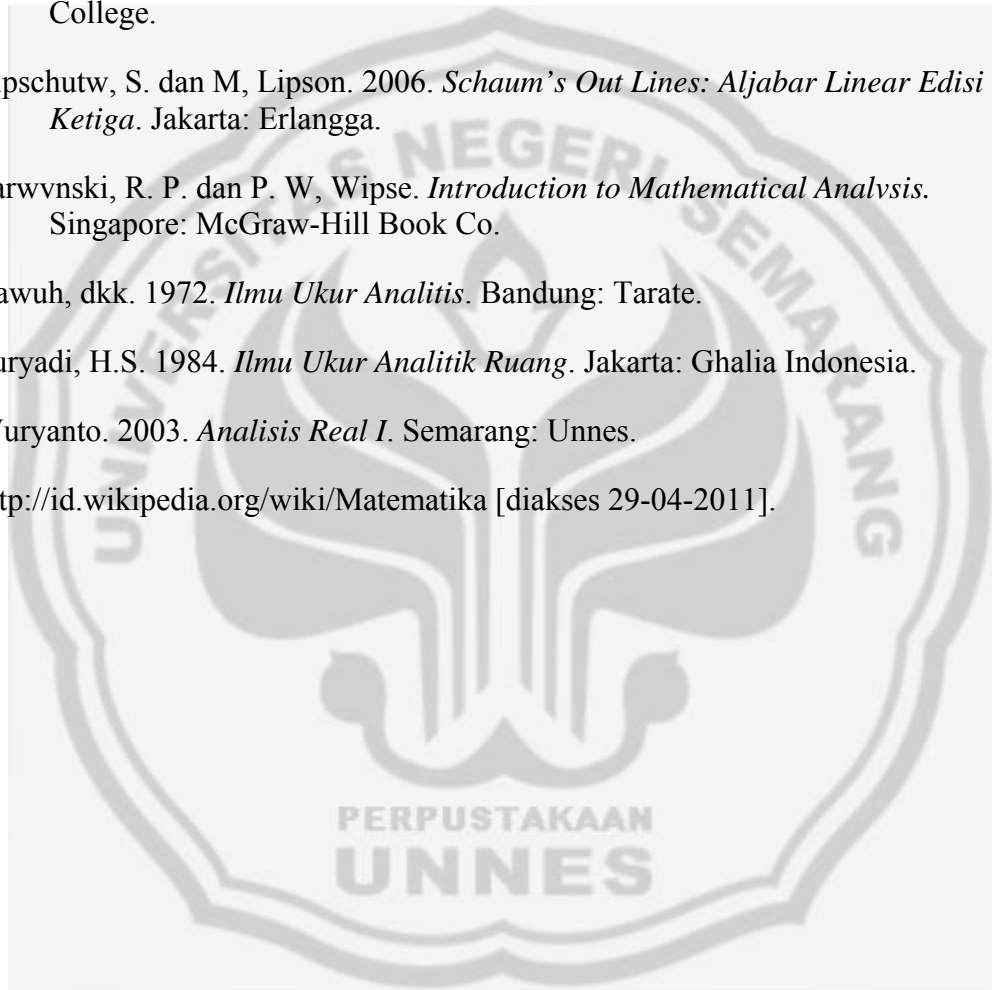 College.
ipschutw, S. dan M, Lipson. 2006. Schaum’s Out Lines: Aljabar Linear Edisi
Ketiga. Jakarta: Erlangga.
arwvnski, R. P. dan P. W, Wipse. Introduction to Mathematical Analvsis.
Singapore: McGraw-Hill Book Co.
awuh, dkk. 1972. Ilmu Ukur Analitis. Bandung: Tarate.
uryadi, H.S. 1984. Ilmu Ukur Analitik Ruang. Jakarta: Ghalia Indonesia.
uryanto. 2003. Analisis Real I. Semarang: Unnes.
tp://id.wikipedia.org/wiki/Matematika [diakses 29-04-2011].
UNIVERSITAS NEGERI SEMARANG
PERPUSTAKAAN
UNNES